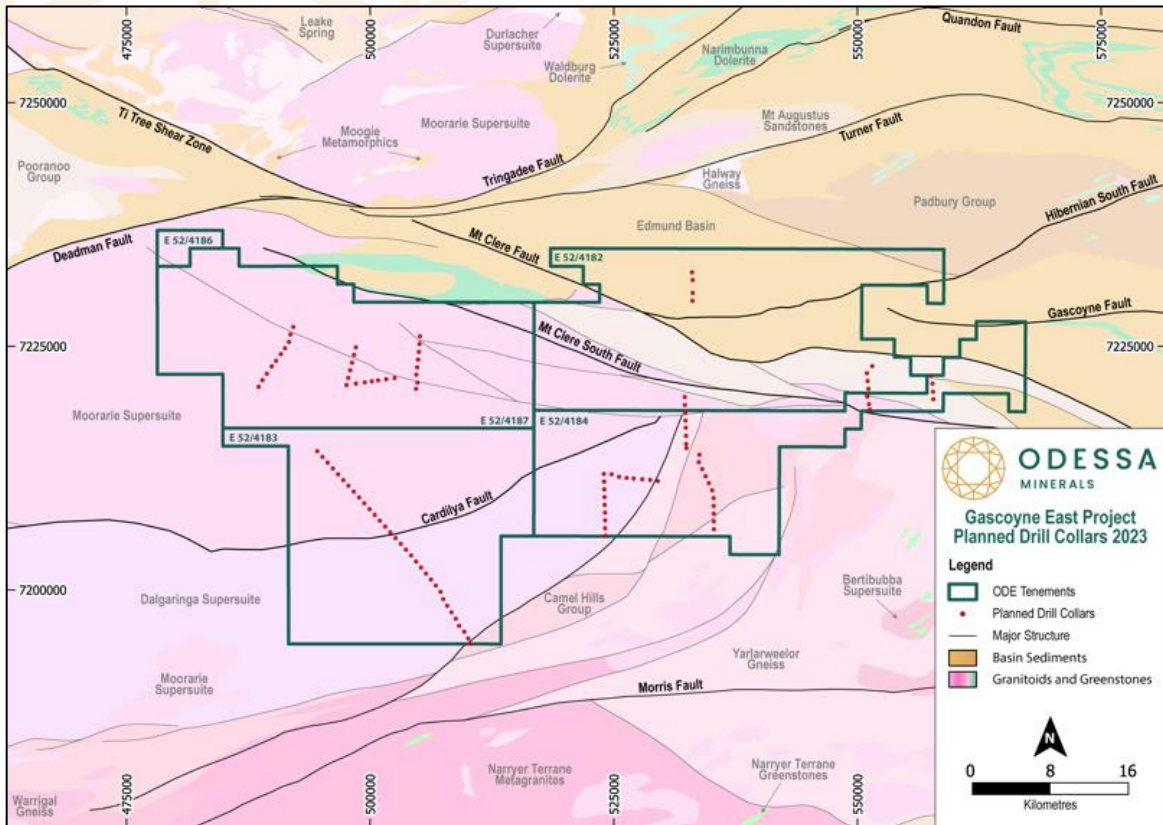 475000
500000
525000
550000
575000
Leake
Spring
Durlacher
Supersuite
Waldburg
Dolerite
Narimbunna
Dolerite
Quandon Fault
7250000
7250000
Ti Tree Shear Zone
Moogie
Metamorphics
Moorarie Supersuite
Mt Augustus
Sandstones
Turner Fault
Pooranoo
Group
Tringadee Fault
Halway
Gneiss
Padbury Group
Hibernian South Fault
Edmund Basin
Deadman Fault
E 52/4186
Mt Clere Fault
E 52/4182
Gascoyne Fault
7225000
7225000
Mt Clere South Fault
Moorarie Supersuite
E 52/4187
E 52/4184
E 52/4183
Cardilya Fault
7200000
7200000
Dalgaringa Supersuite
Camel Hills
Group
Bertibubba
Supersuite
Yarlarweelor
Gneiss
Moorarie
Supersuite
Morris Fault
Narryer Terrane
Metagranites
Narryer Terrane
Greenstones
Warrigal
Gneiss
475000
500000
525000
550000
ODESSA
MINERALS
Gascoyne East Project
Planned Drill Collars 2023
Legend
ODE Tenements
Planned Drill Collars
Major Structure
Basin Sediments
Granitoids and Greenstones
N
0 8 16
Kilometres